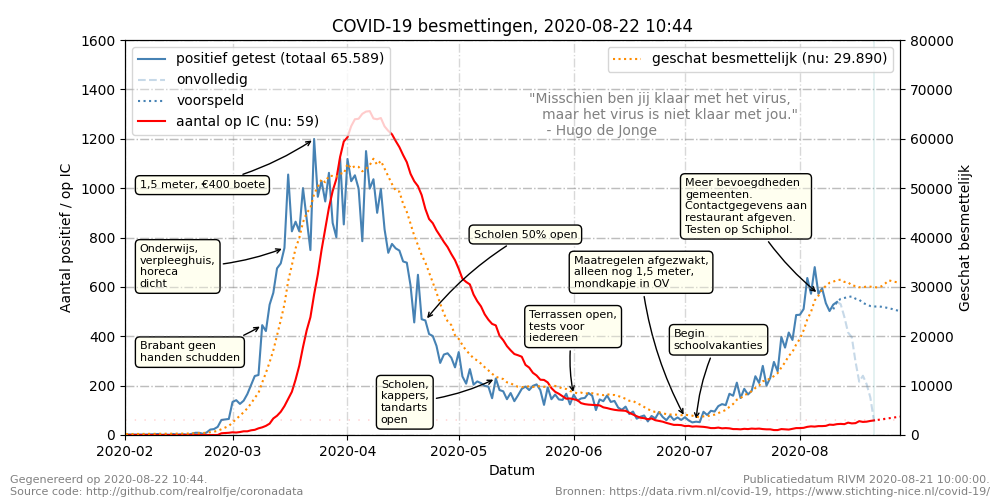 COVID-19 besmettingen, 2020-08-22 10:44
1600
1400
1200
1000
800
600
400
200
0
Aantal positief / op IC
80000
70000
60000
50000
40000
30000
20000
10000
0
Geschat besmettelijk
positief getest (totaal 65.589)
onvolledig
voorspeld
aantal op IC (nu: 59)
geschat besmettelijk (nu: 29.890)
"Misschien ben jij klaar met het virus,
maar het virus is niet klaar met jou."
- Hugo de Jonge
1,5 meter, €400 boete
Onderwijs,
verpleeghuis,
horeca
dicht
Brabant geen
handen schudden
Scholen,
kappers,
tandarts
open
Scholen 50% open
Terrassen open,
tests voor
iedereen
Maatregelen afgezwakt,
alleen nog 1,5 meter,
mondkapje in OV
Begin
schoolvakanties
Meer bevoegdheden
gemeenten.
Contactgegevens aan
restaurant afgeven.
Testen op Schiphol.
2020-02
2020-03
2020-04
2020-05
2020-06
2020-07
2020-08
Datum
Gegenereerd op 2020-08-22 10:44.
Source code: http://github.com/realrolfje/coronadata
Publicatiedatum RIVM 2020-08-21 10:00:00.
Bronnen: https://data.rivm.nl/covid-19, https://www.stichting-nice.nl/covid-19/